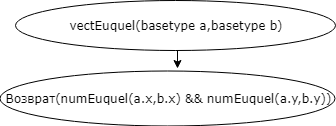 vectEuquel(basetype a,basetype b)
Возврат(numEuquel(a.x,b.x) && numEuquel(a.y,b.y))